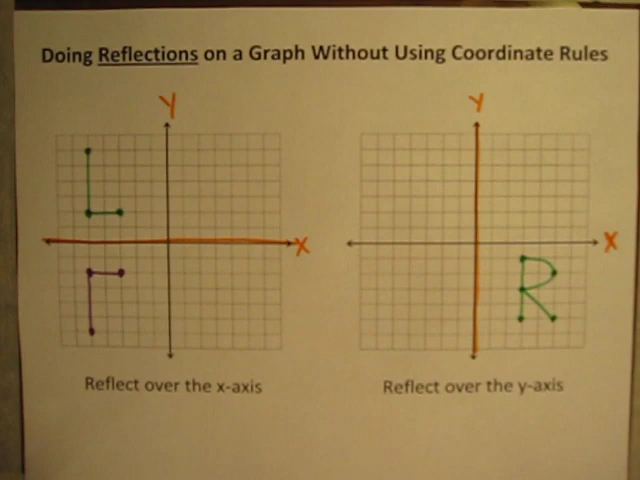 Doing Reflections on a Graph Without Using Coordinate Rules
Y
Y
X
X
L
R
Reflect over the x-axis
Reflect over the y-axis